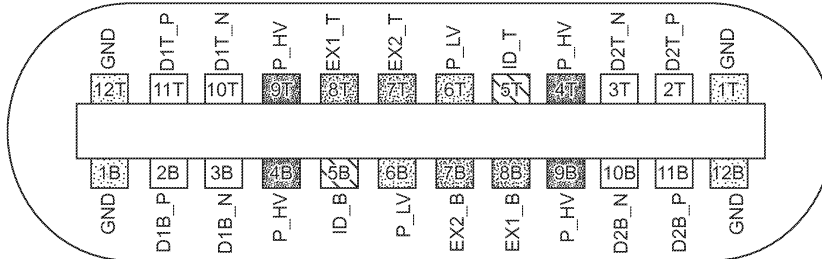 GND D1T_P D1T_N P_HV EX1_T EX2_T P_LV ID_T P_HV D2T_N D2T_P GND
12T 11T 10T 9T 8T 7T 6T 5T 4T 3T 2T 1T
1B 2B 3B 4B 5B 6B 7B 8B 9B 10B 11B 12B
GND D1B_P D1B_N P_HV ID_B P_LV EX2_B EX1_B P_HV D2B_N D2B_P GND